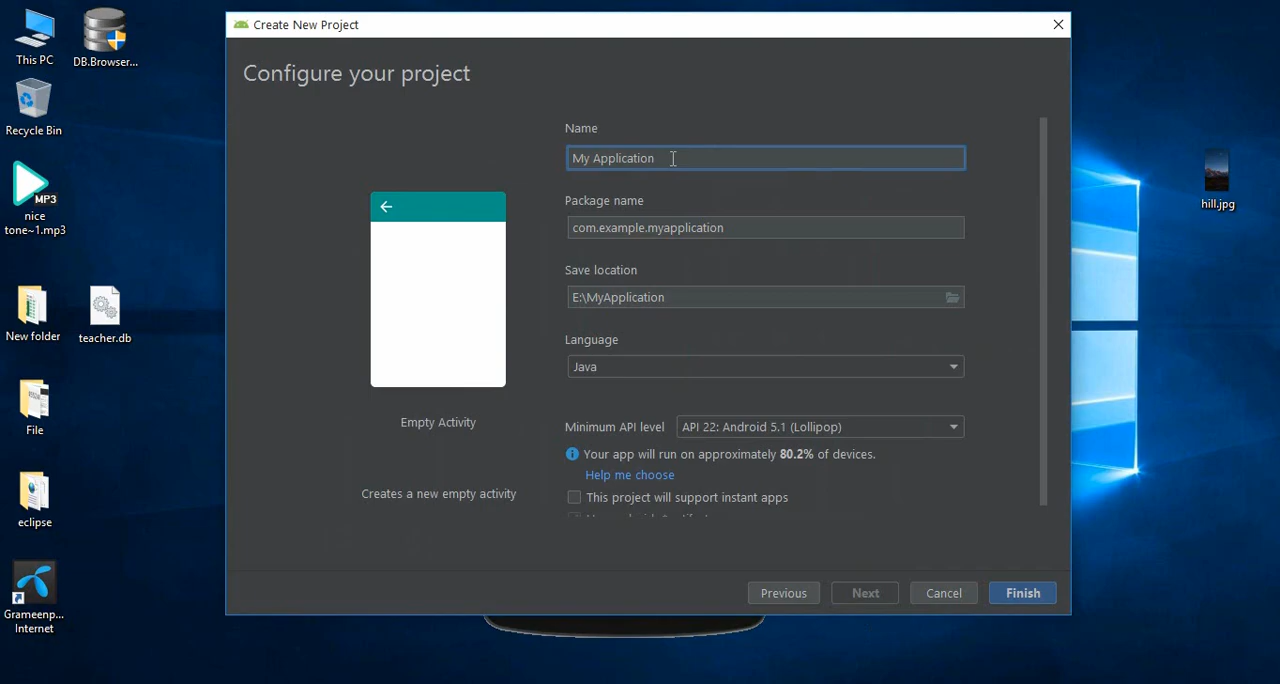 This PC
DB.Browser...
Recycle Bin
MP3
nice
tone~1.mp3
New folder
teacher.db
File
eclipse
Grameenp...
Internet
Create New Project
Configure your project
Empty Activity
Creates a new empty activity
Name
My Application
Package name
com.example.myapplication
Save location
E:\MyApplication
Language
Java
Minimum API level
API 22: Android 5.1 (Lollipop)
Your app will run on approximately 80.2% of devices.
Help me choose
This project will support instant apps
Previous
Next
Cancel
Finish
hill.jpg